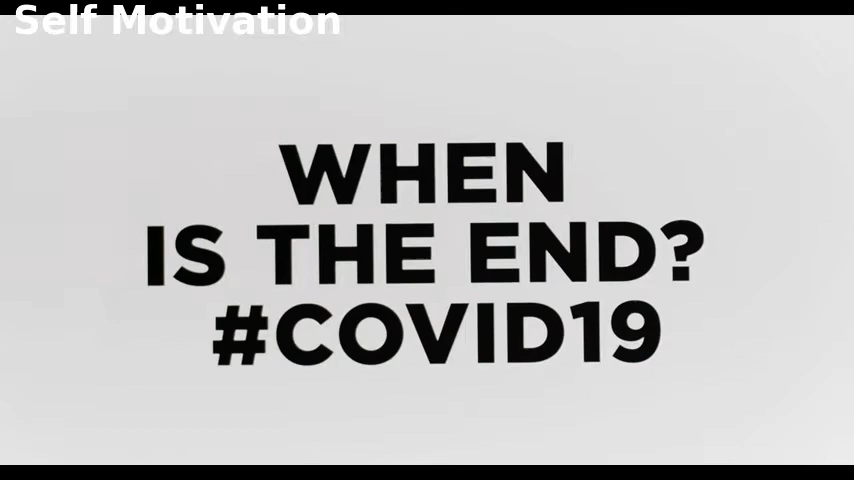 Self Motivation
WHEN
IS THE END?
#COVID19